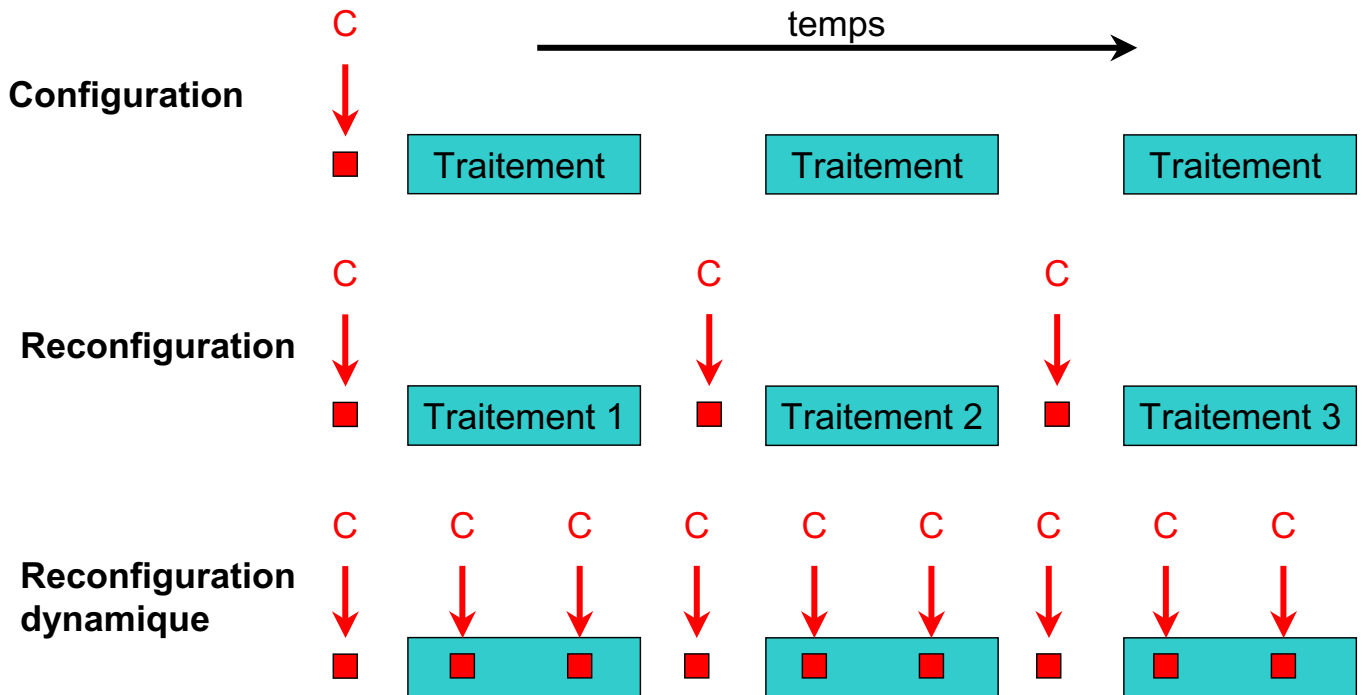 C
temps
Configuration
Traitement Traitement Traitement
C C C
Reconfiguration
Traitement 1 Traitement 2 Traitement 3
C C C C C C C C C
Reconfiguration
dynamique